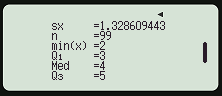 sx =1.328609443
n =99
min(x) =2
Q₁ =3
Med =4
Q₃ =5